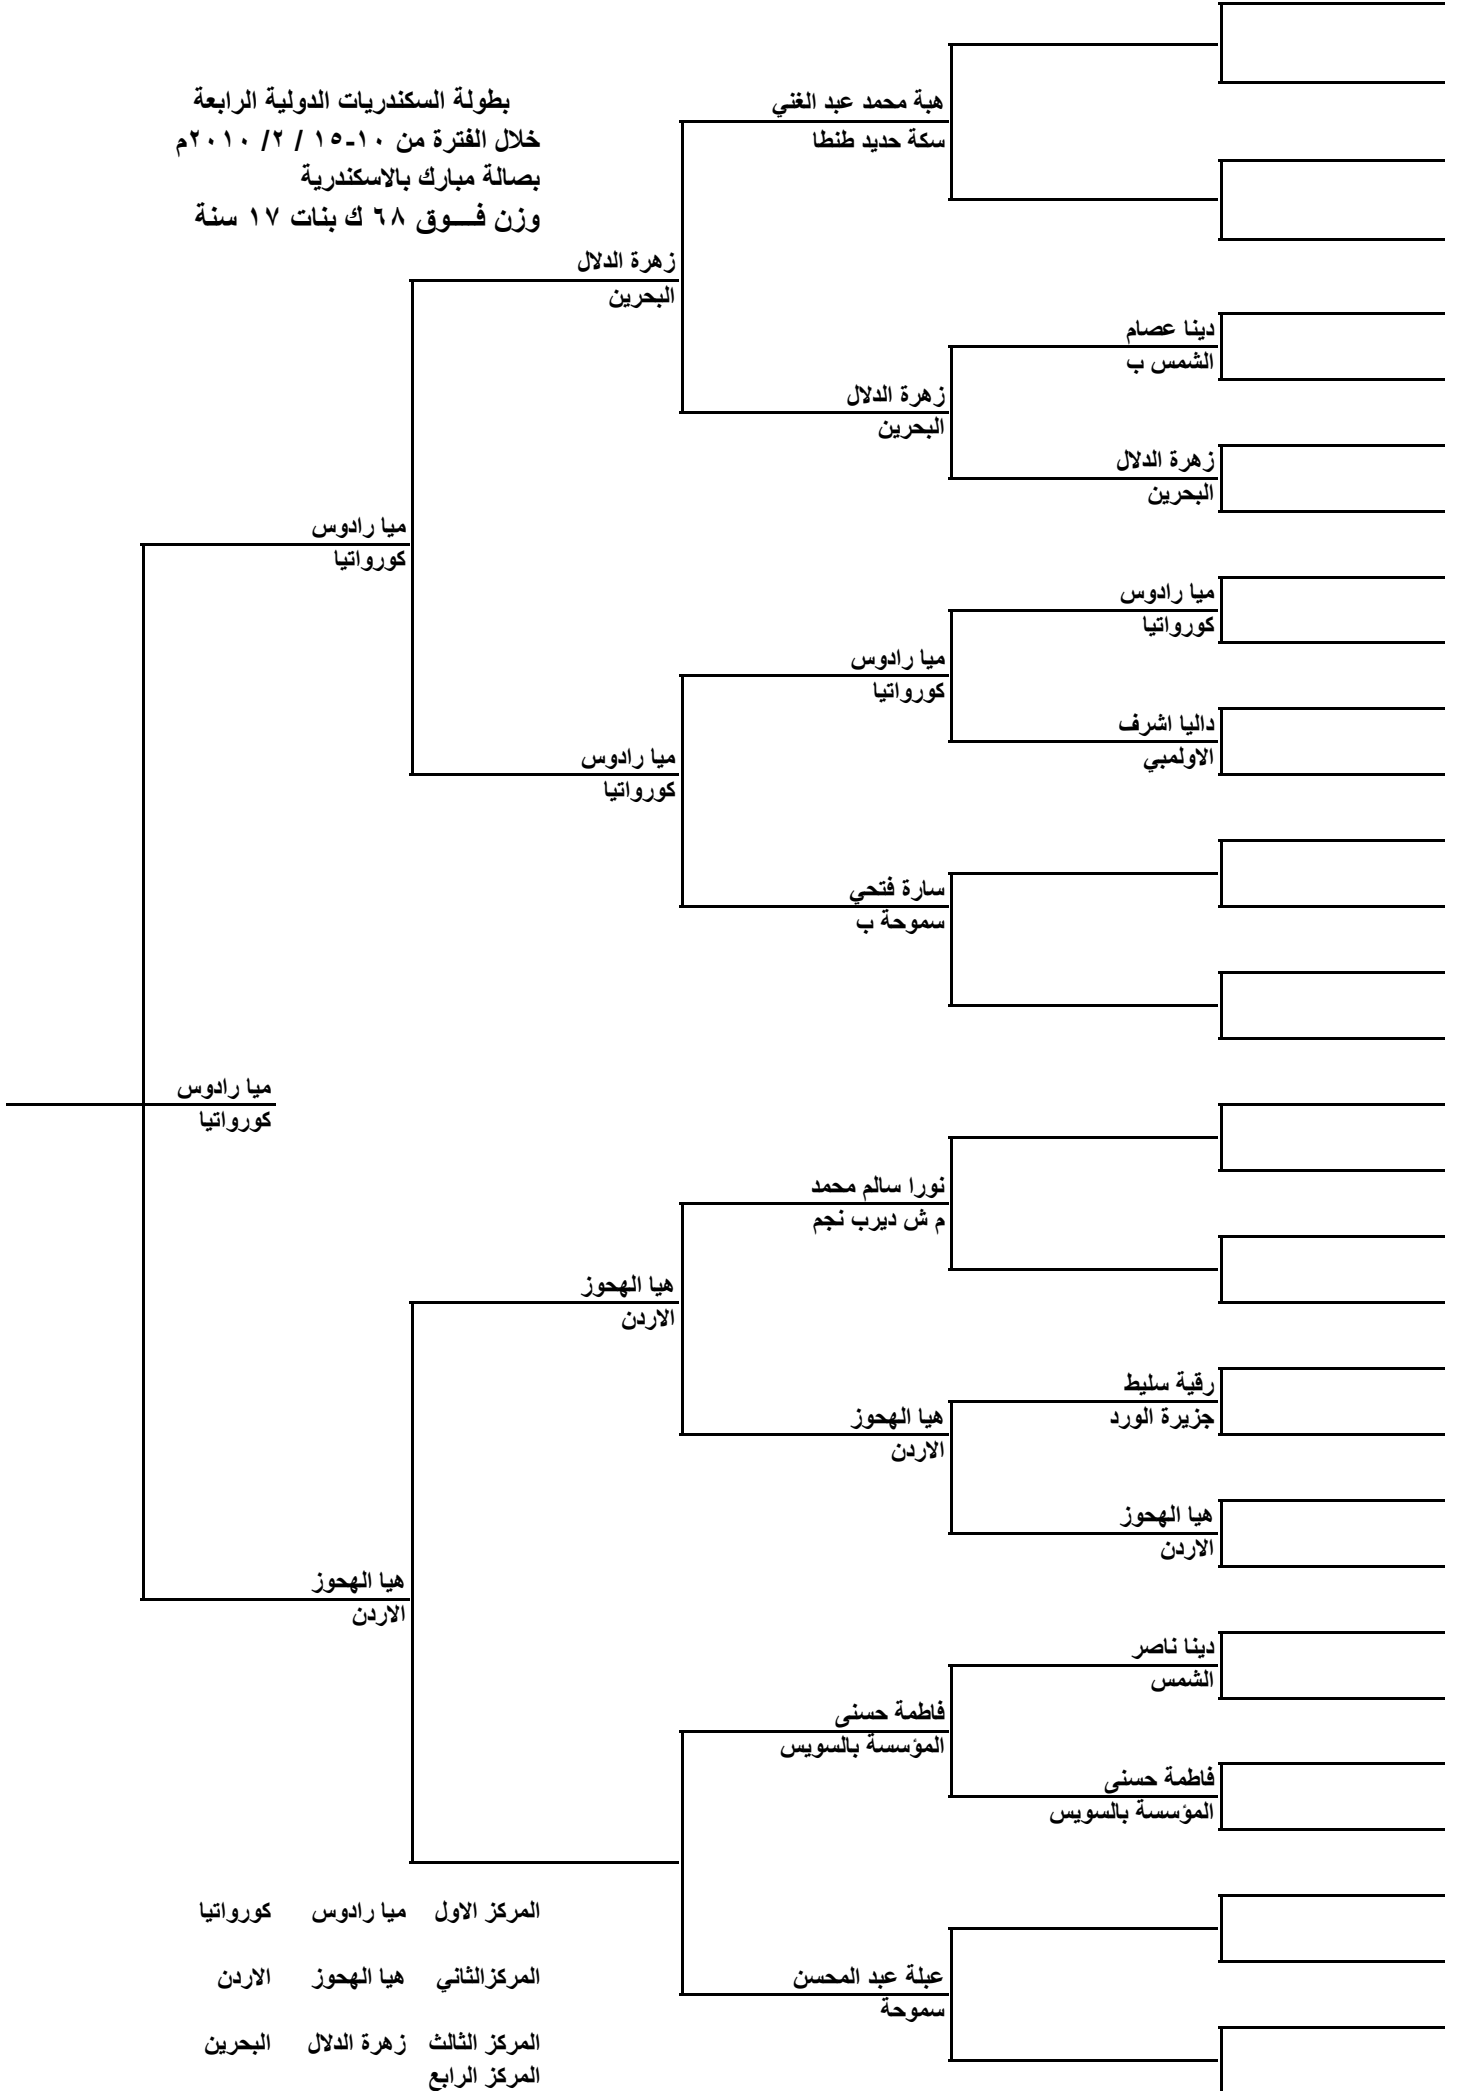 بطولة السكندريات الدولية الرابعة
خلال الفترة من ١٠-١٥ / ٢/ ٢٠١٠م
بصالة مبارك بالاسكندرية
وزن فـــوق ٦٨ ك بنات ١٧ سنة
هبة محمد عبد الغني
سكة حديد طنطا
زهرة الدلال
البحرين
دينا عصام
الشمس ب
زهرة الدلال
البحرين
زهرة الدلال
البحرين
ميا رادوس
كورواتيا
ميا رادوس
كورواتيا
ميا رادوس
كورواتيا
داليا اشرف
الاولمبي
ميا رادوس
كورواتيا
سارة فتحي
سموحة ب
ميا رادوس
كورواتيا
نورا سالم محمد
م ش ديرب نجم
هيا الهحوز
الاردن
رقية سليط
جزيرة الورد
هيا الهحوز
الاردن
هيا الهحوز
الاردن
هيا الهحوز
الاردن
دينا ناصر
الشمس
فاطمة حسنى
المؤسسة بالسويس
فاطمة حسنى
المؤسسة بالسويس
عبلة عبد المحسن
سموحة
المركز الاول ميا رادوس كورواتيا
المركزالثاني هيا الهحوز الاردن
المركز الثالث زهرة الدلال البحرين
المركز الرابع